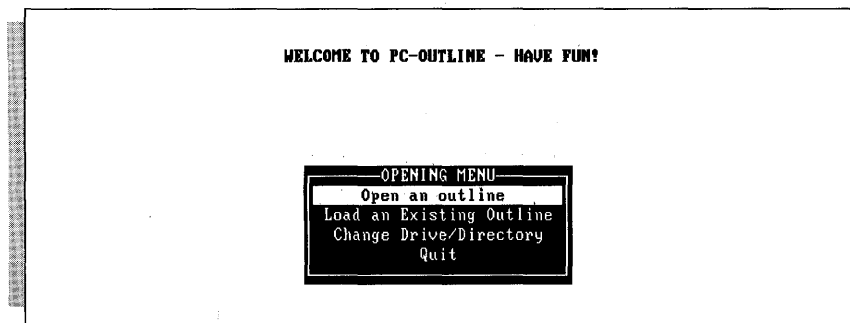 WELCOME TO PC-OUTLINE - HAVE FUN!
OPENING MENU
Open an outline
Load an Existing Outline
Change Drive/Directory
Quit